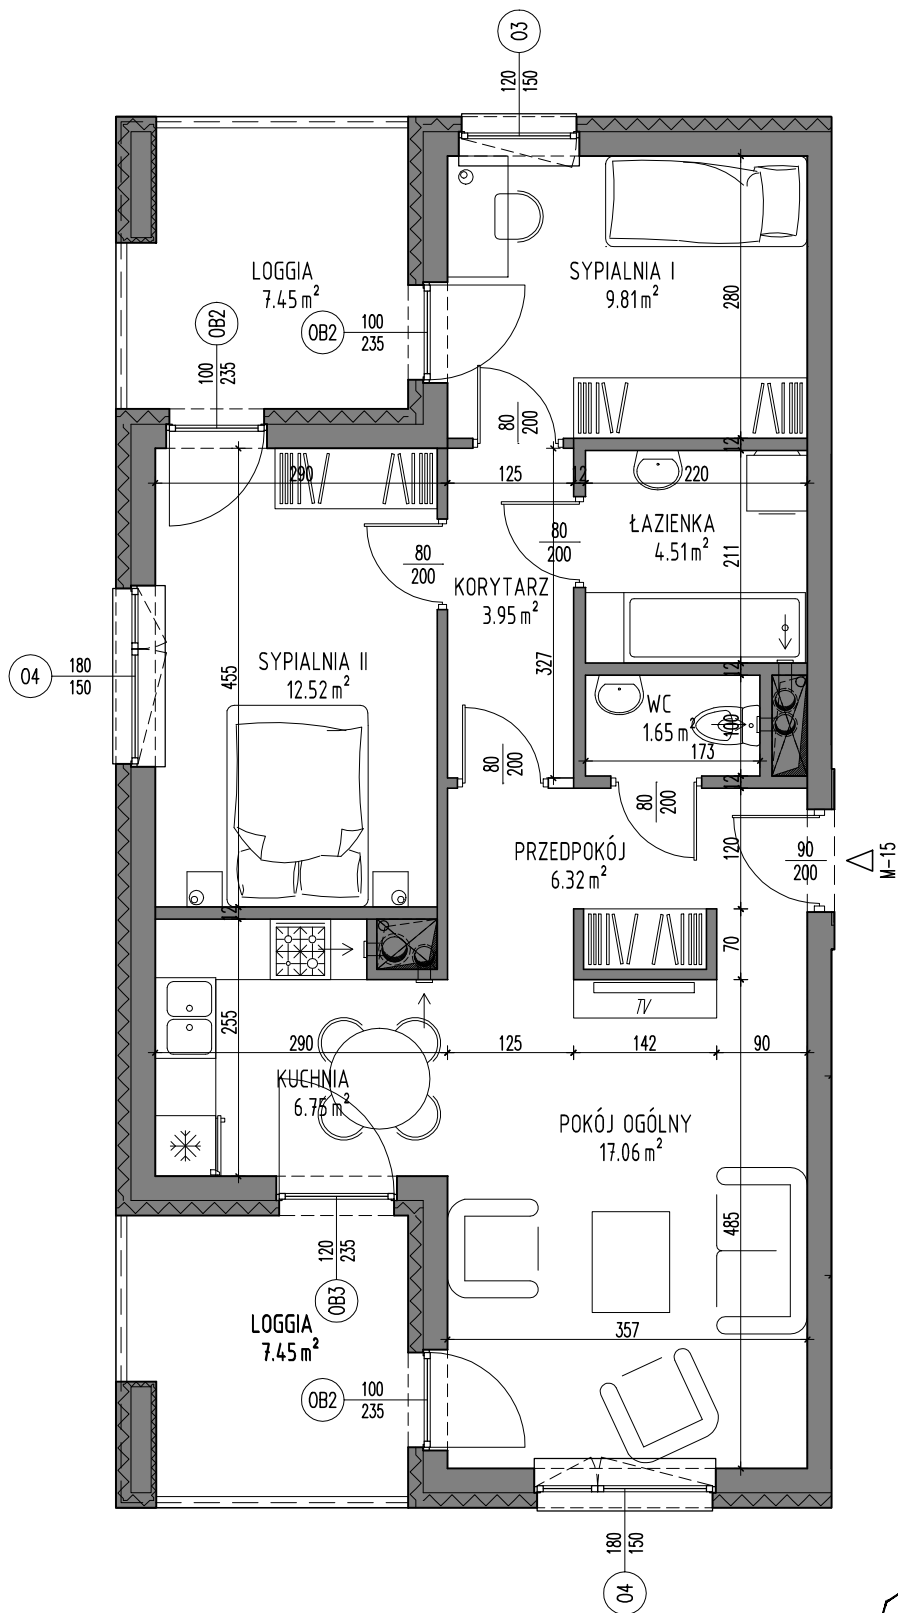 03
120
150
LOGGIA
7.45 m²
SYPIALNIA I
9.81 m²
280
OB2
100
235
OB2
100
235
80
200
12
290
125
12
220
80
200
80
200
ŁAZIENKA
4.51 m²
211
KORYTARZ
3.95 m²
327
04
180
150
455
SYPIALNIA II
12.52 m²
12
WC
1.65 m²
100
173
80
200
80
200
12
PRZEDPOKÓJ
6.32 m²
120
90
200
M-15
12
70
TV
255
290
125
142
90
KUCHNIA
6.75 m²
POKÓJ OGÓLNY
17.06 m²
485
120
235
OB3
LOGGIA
7.45 m²
357
OB2
100
235
180
150
04